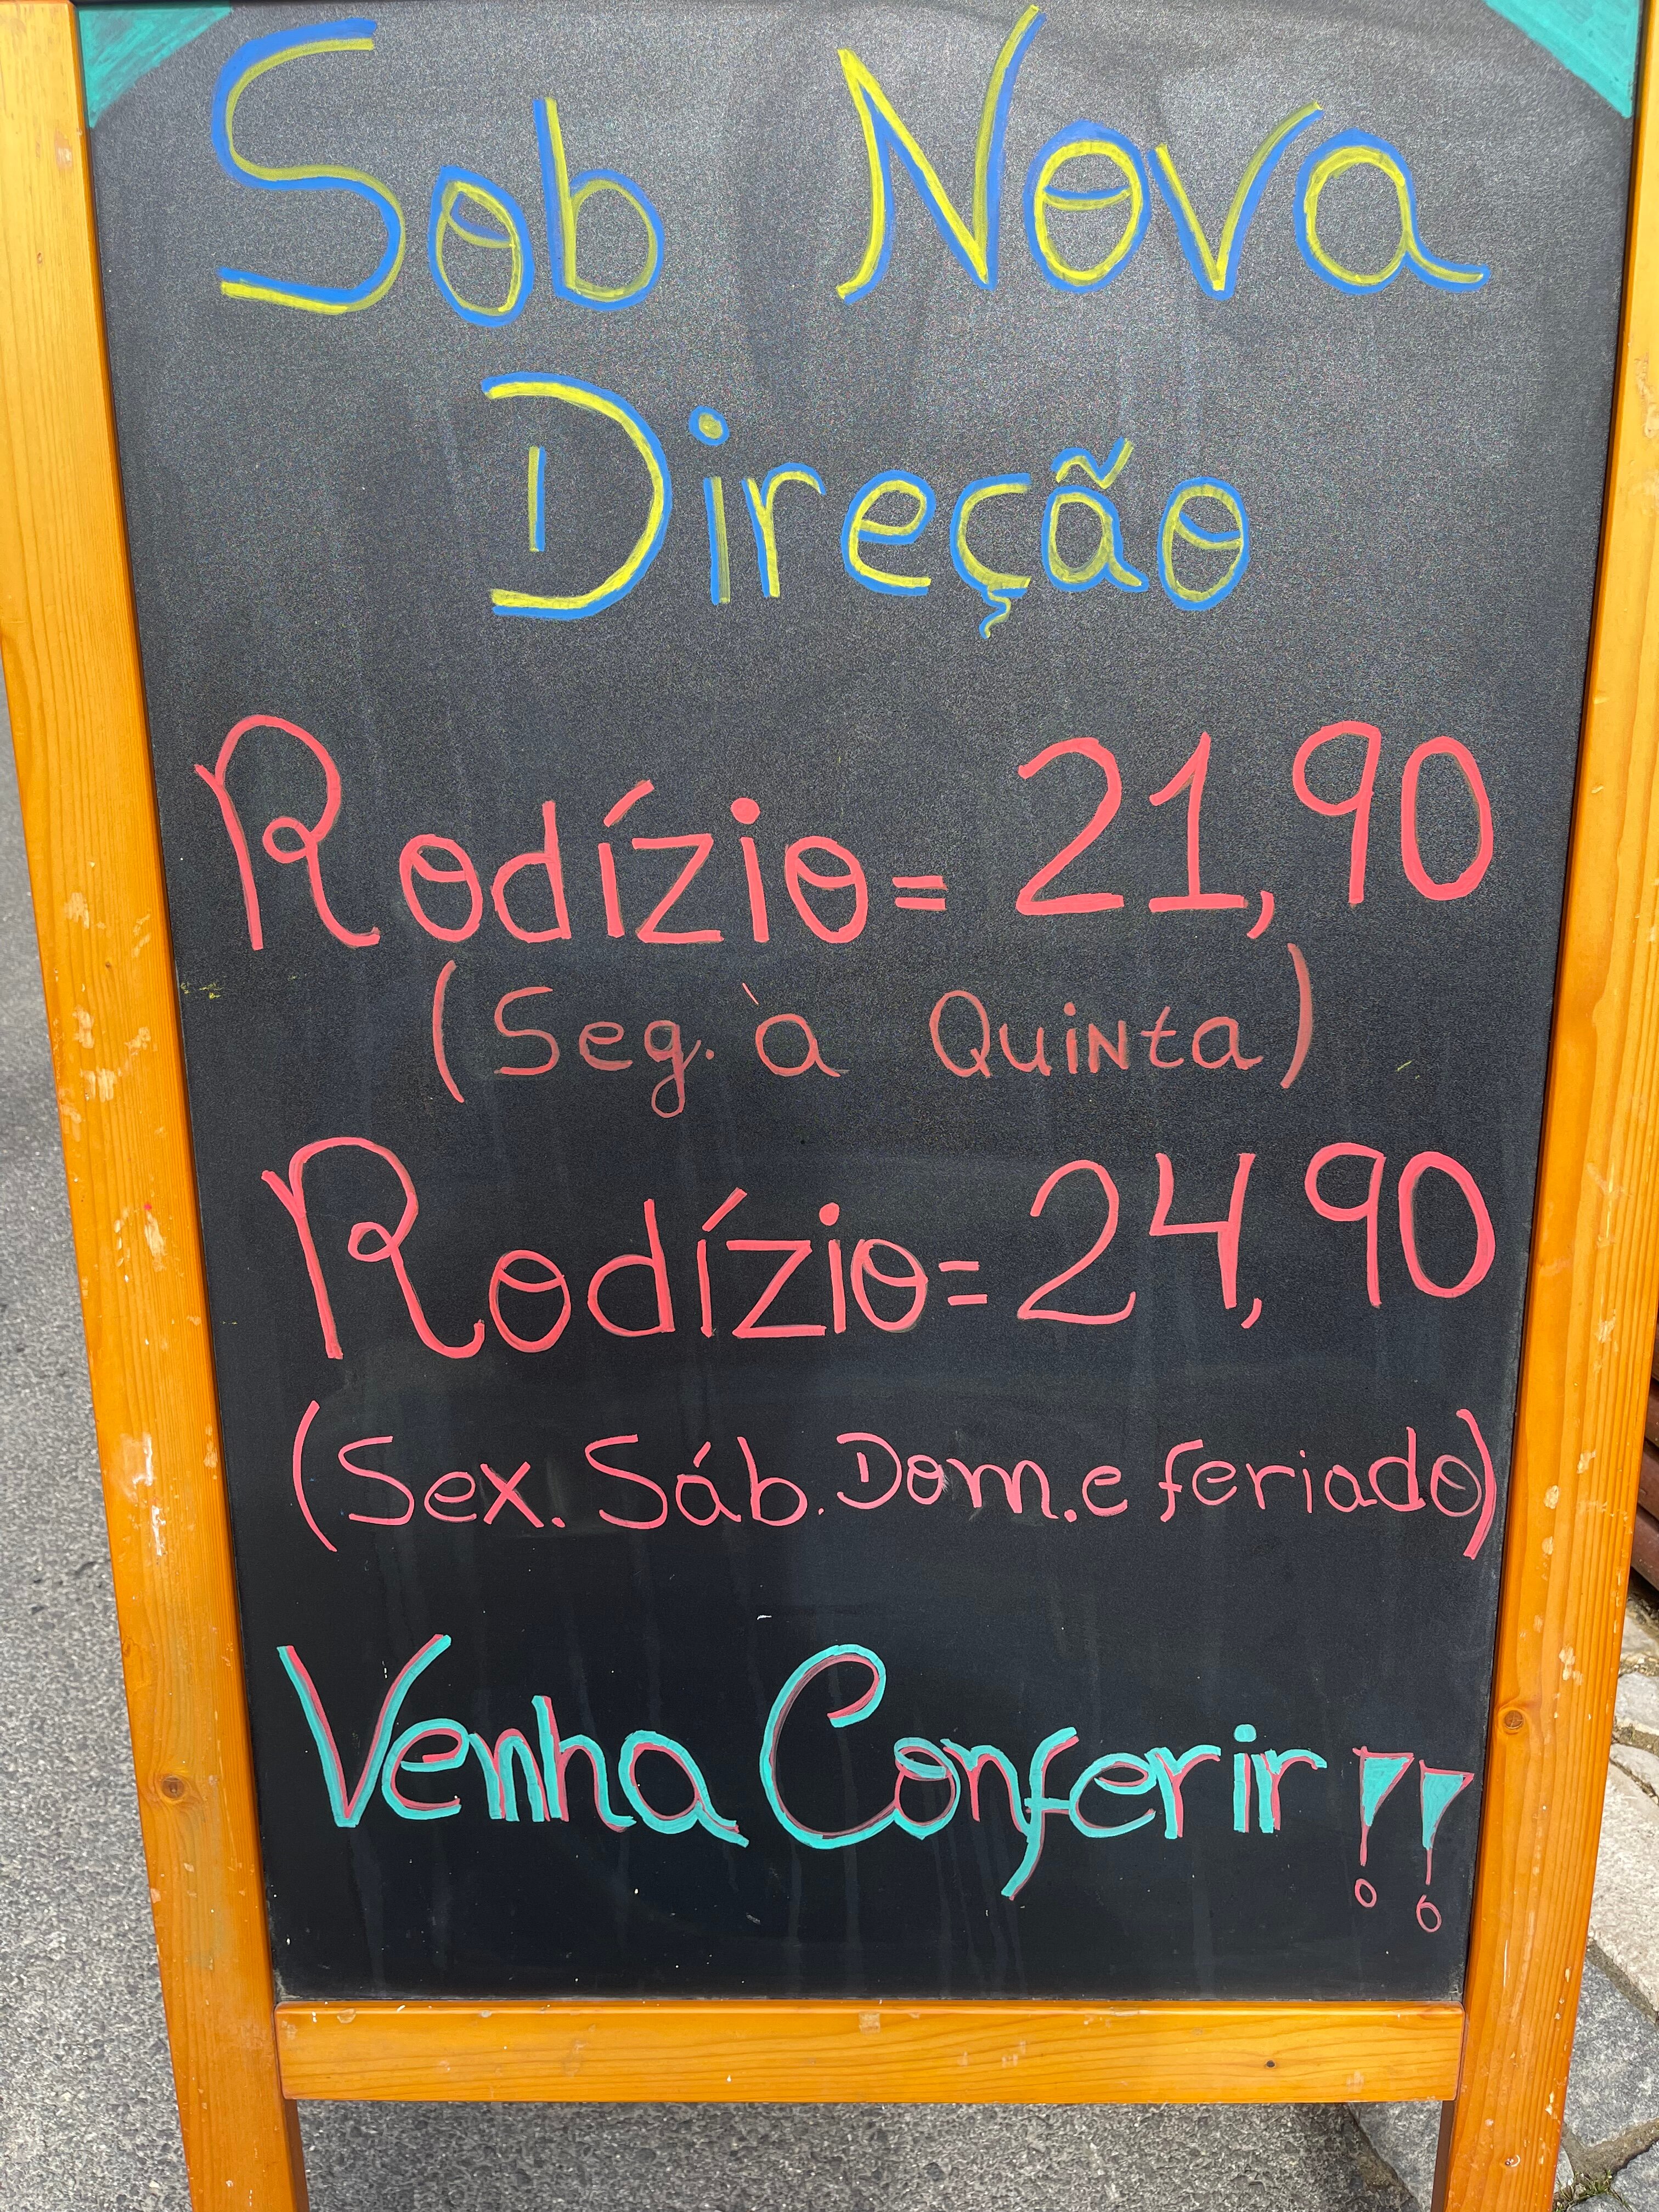 Sob Nova
Direção
Rodízio = 21,90
(Seg. à Quinta)
Rodízio = 24,90
(Sex. Sáb. Dom. e feriado)
Venha Conferir !!